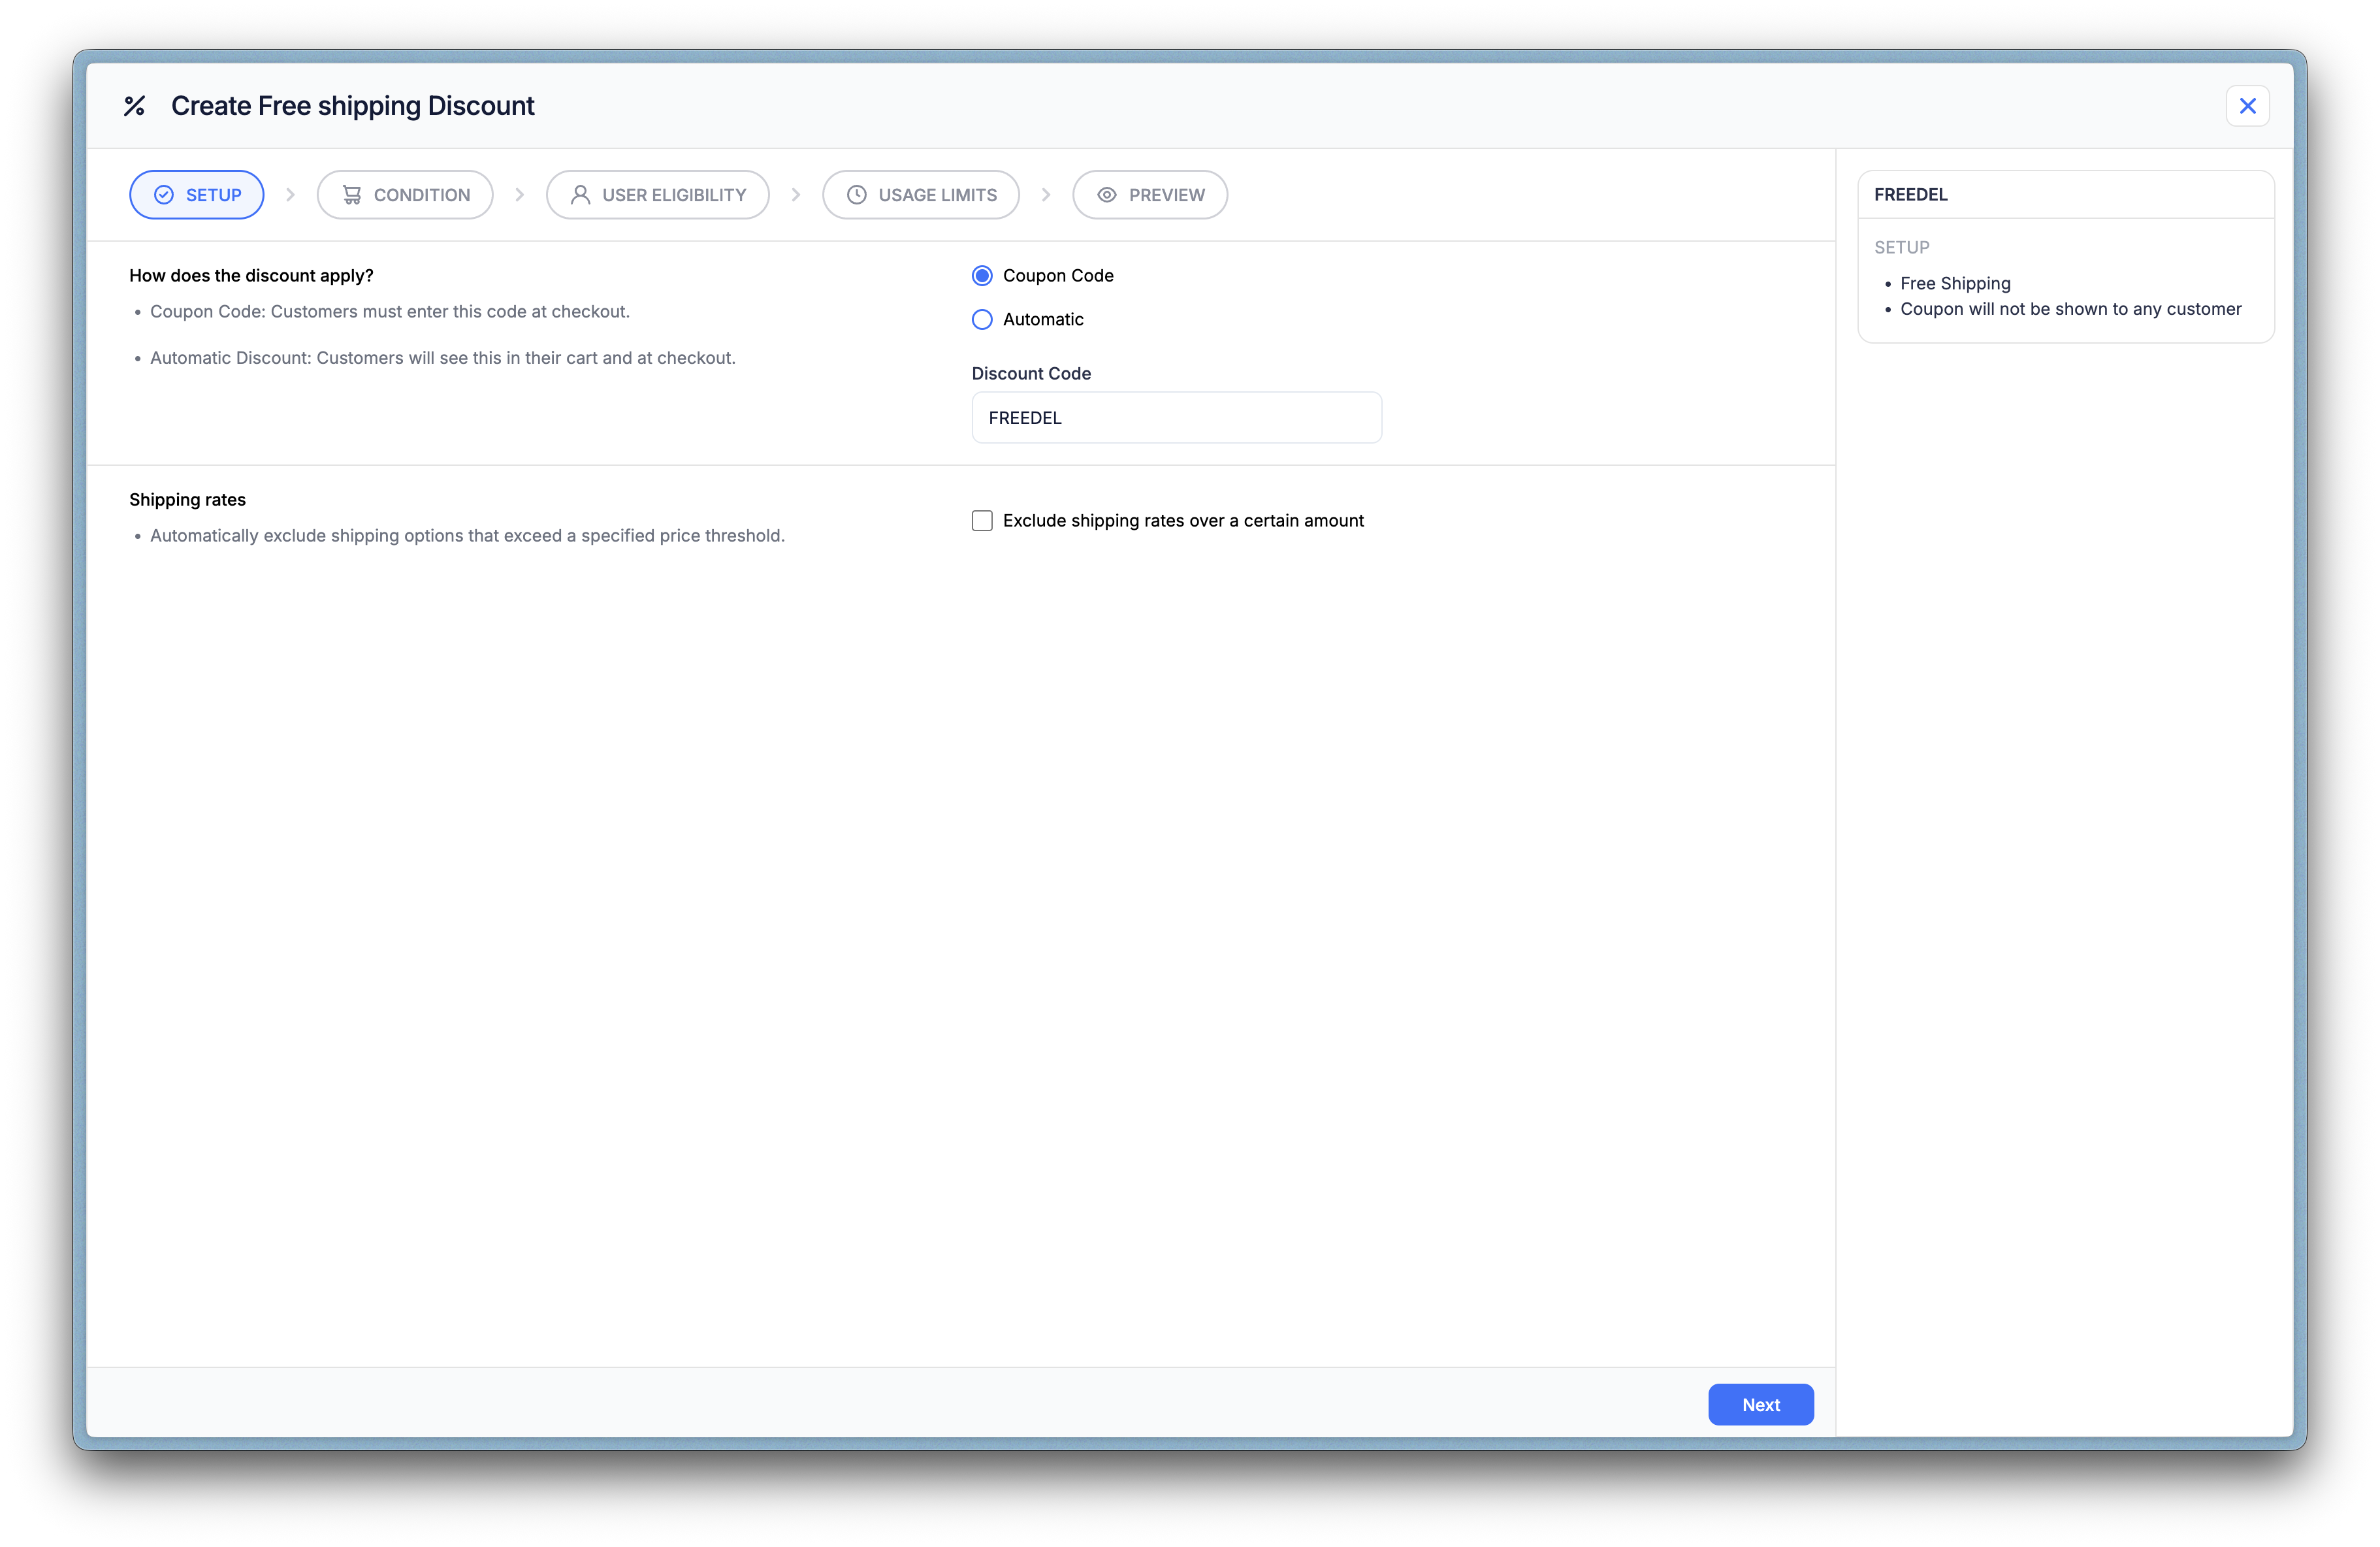 Create Free shipping Discount
SETUP
CONDITION
USER ELIGIBILITY
USAGE LIMITS
PREVIEW
How does the discount apply?
• Coupon Code: Customers must enter this code at checkout.
• Automatic Discount: Customers will see this in their cart and at checkout.
Coupon Code
Automatic
Discount Code
FREEDEL
Shipping rates
• Automatically exclude shipping options that exceed a specified price threshold.
Exclude shipping rates over a certain amount
Next
FREEDEL
SETUP
• Free Shipping
• Coupon will not be shown to any customer